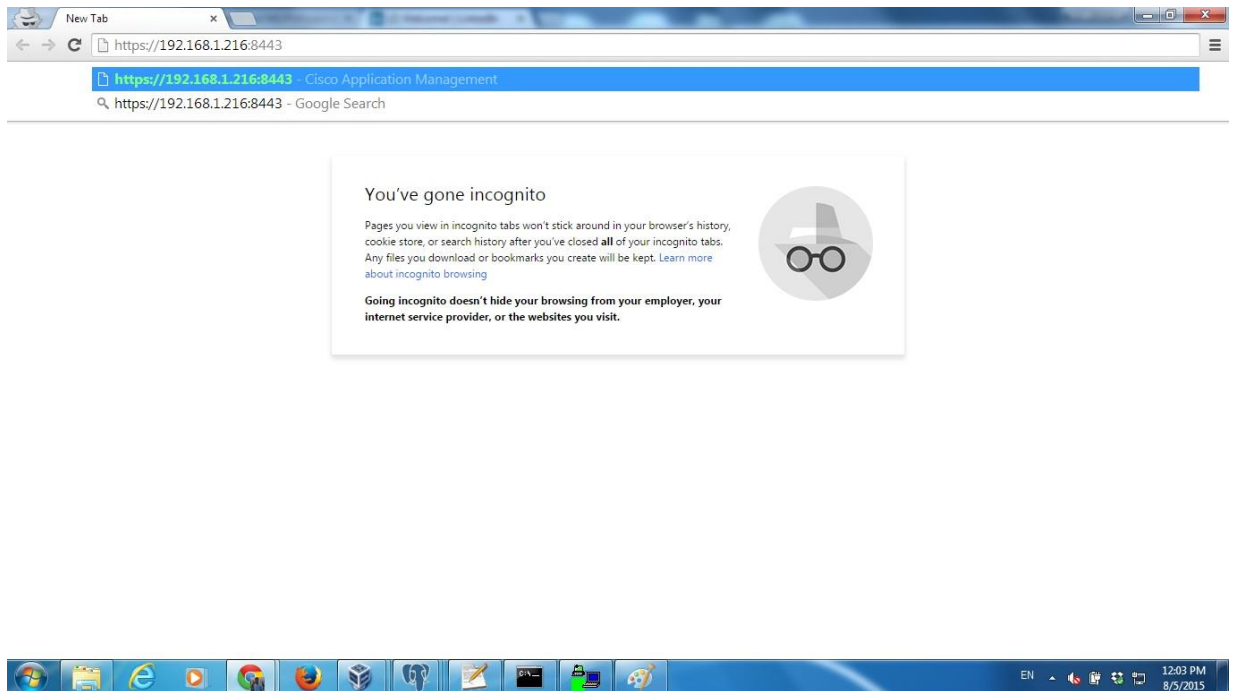 New Tab
https://192.168.1.216:8443
https://192.168.1.216:8443 - Cisco Application Management
https://192.168.1.216:8443 - Google Search
You've gone incognito
Pages you view in incognito tabs won't stick around in your browser's history,
cookie store, or search history after you've closed all of your incognito tabs.
Any files you download or bookmarks you create will be kept. Learn more
about incognito browsing
Going incognito doesn't hide your browsing from your employer, your
internet service provider, or the websites you visit.
EN
12:03 PM
8/5/2015